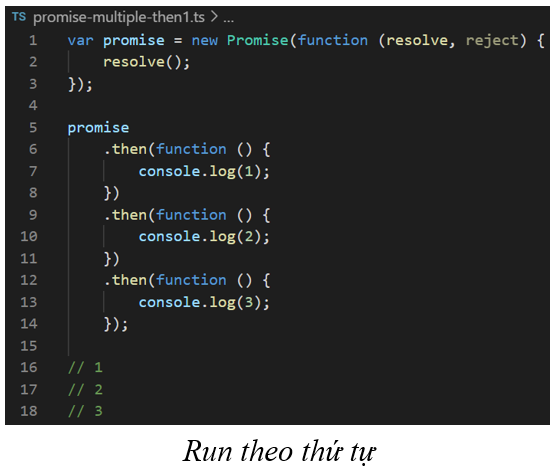 TS promise-multiple-then1.ts > ...
1 var promise = new Promise(function (resolve, reject) {
2     resolve();
3 });
4
5 promise
6     .then(function () {
7         console.log(1);
8     })
9     .then(function () {
10         console.log(2);
11     })
12     .then(function () {
13         console.log(3);
14     });
15
16 // 1
17 // 2
18 // 3
Run theo thứ tự